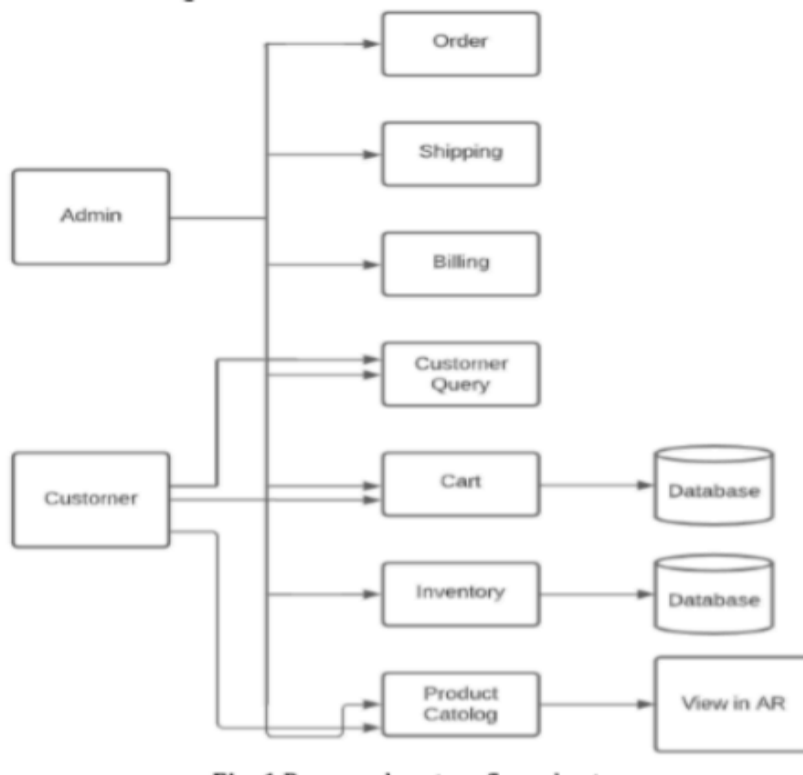 Order
Shipping
Admin
Billing
Customer
Query
Customer
Cart
Database
Inventory
Database
Product
Catolog
View in AR